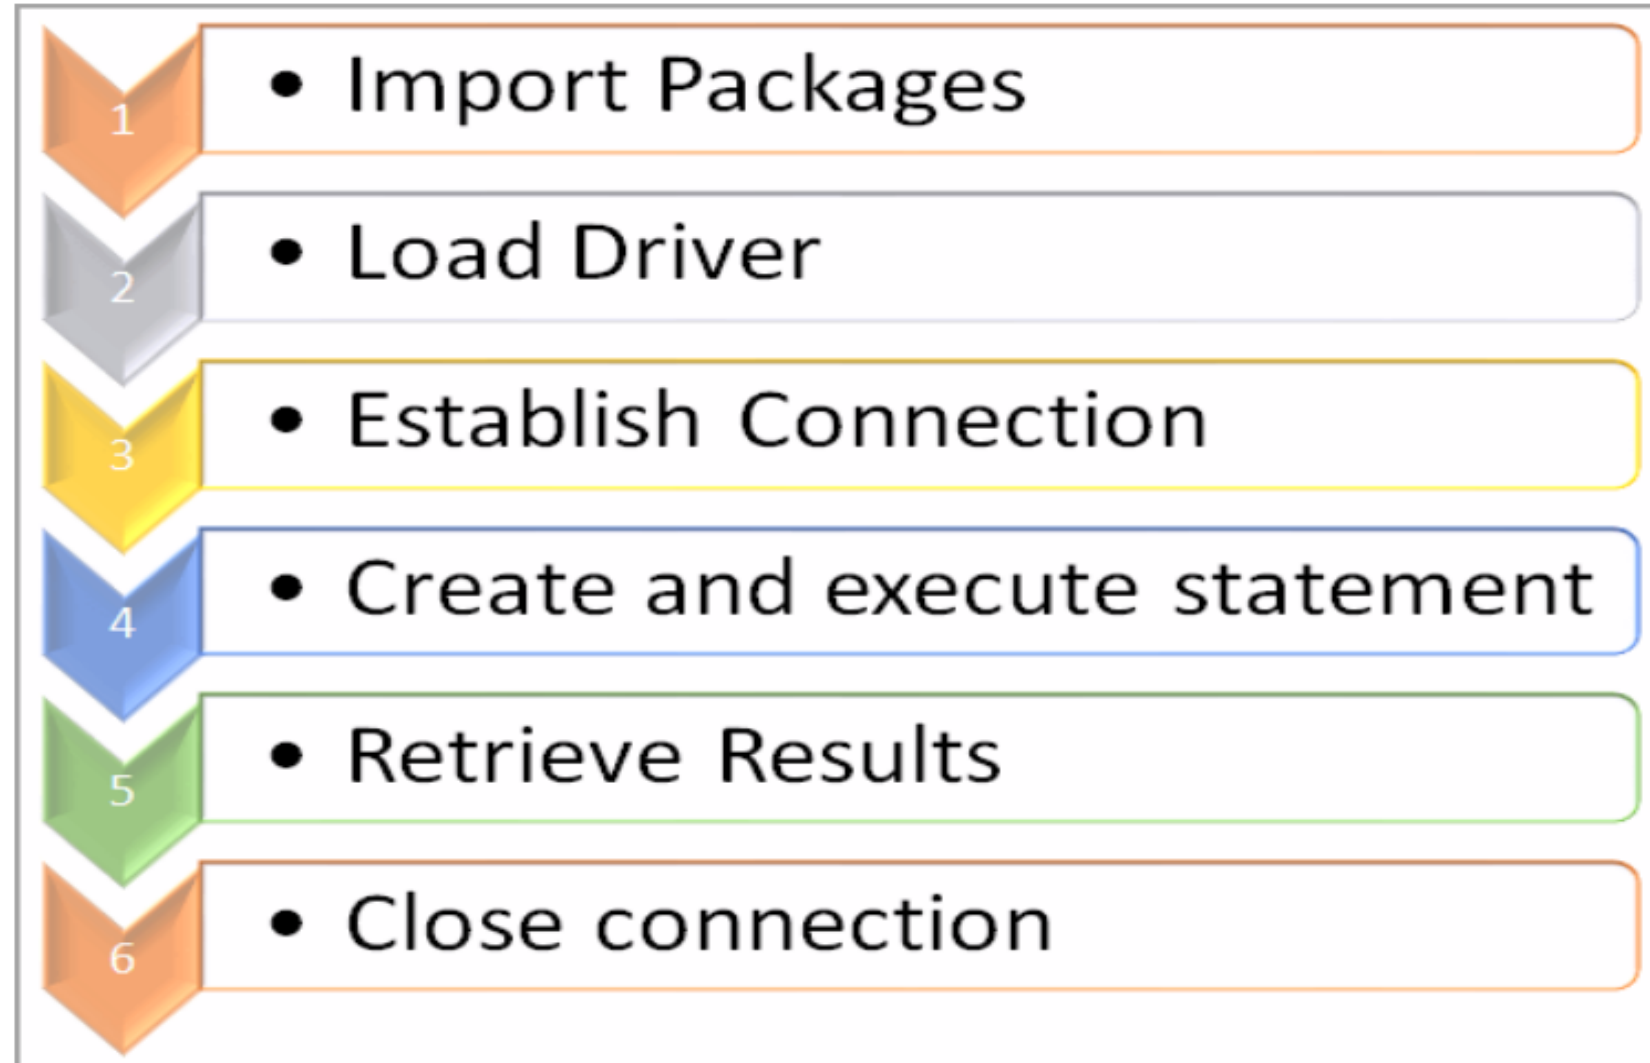 1 • Import Packages
2 • Load Driver
3 • Establish Connection
4 • Create and execute statement
5 • Retrieve Results
6 • Close connection